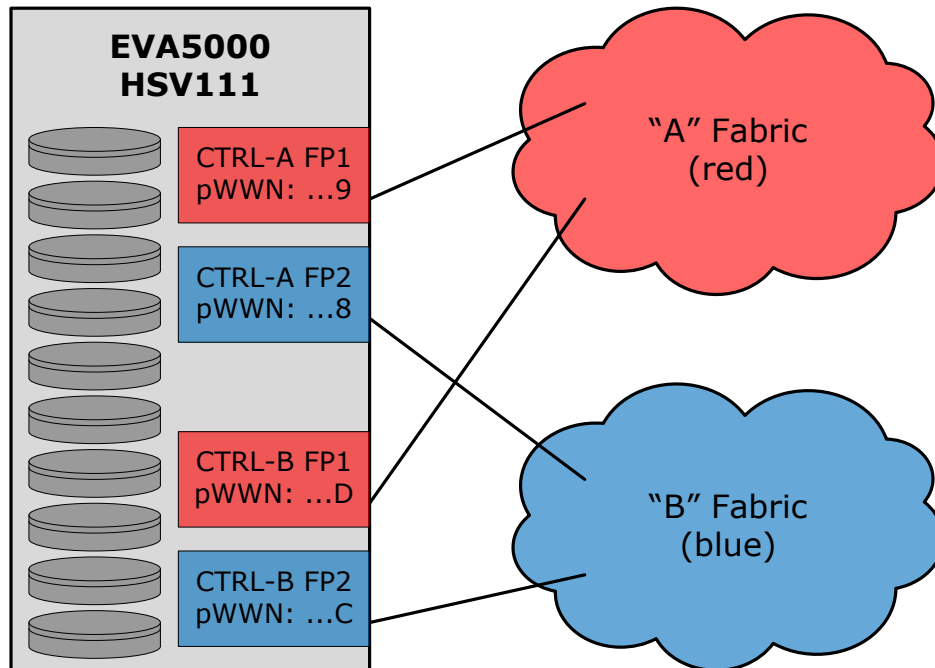 EVA5000
HSV111
CTRL-A FP1
pWWN: ...9
CTRL-A FP2
pWWN: ...8
CTRL-B FP1
pWWN: ...D
CTRL-B FP2
pWWN: ...C
“A” Fabric
(red)
“B” Fabric
(blue)